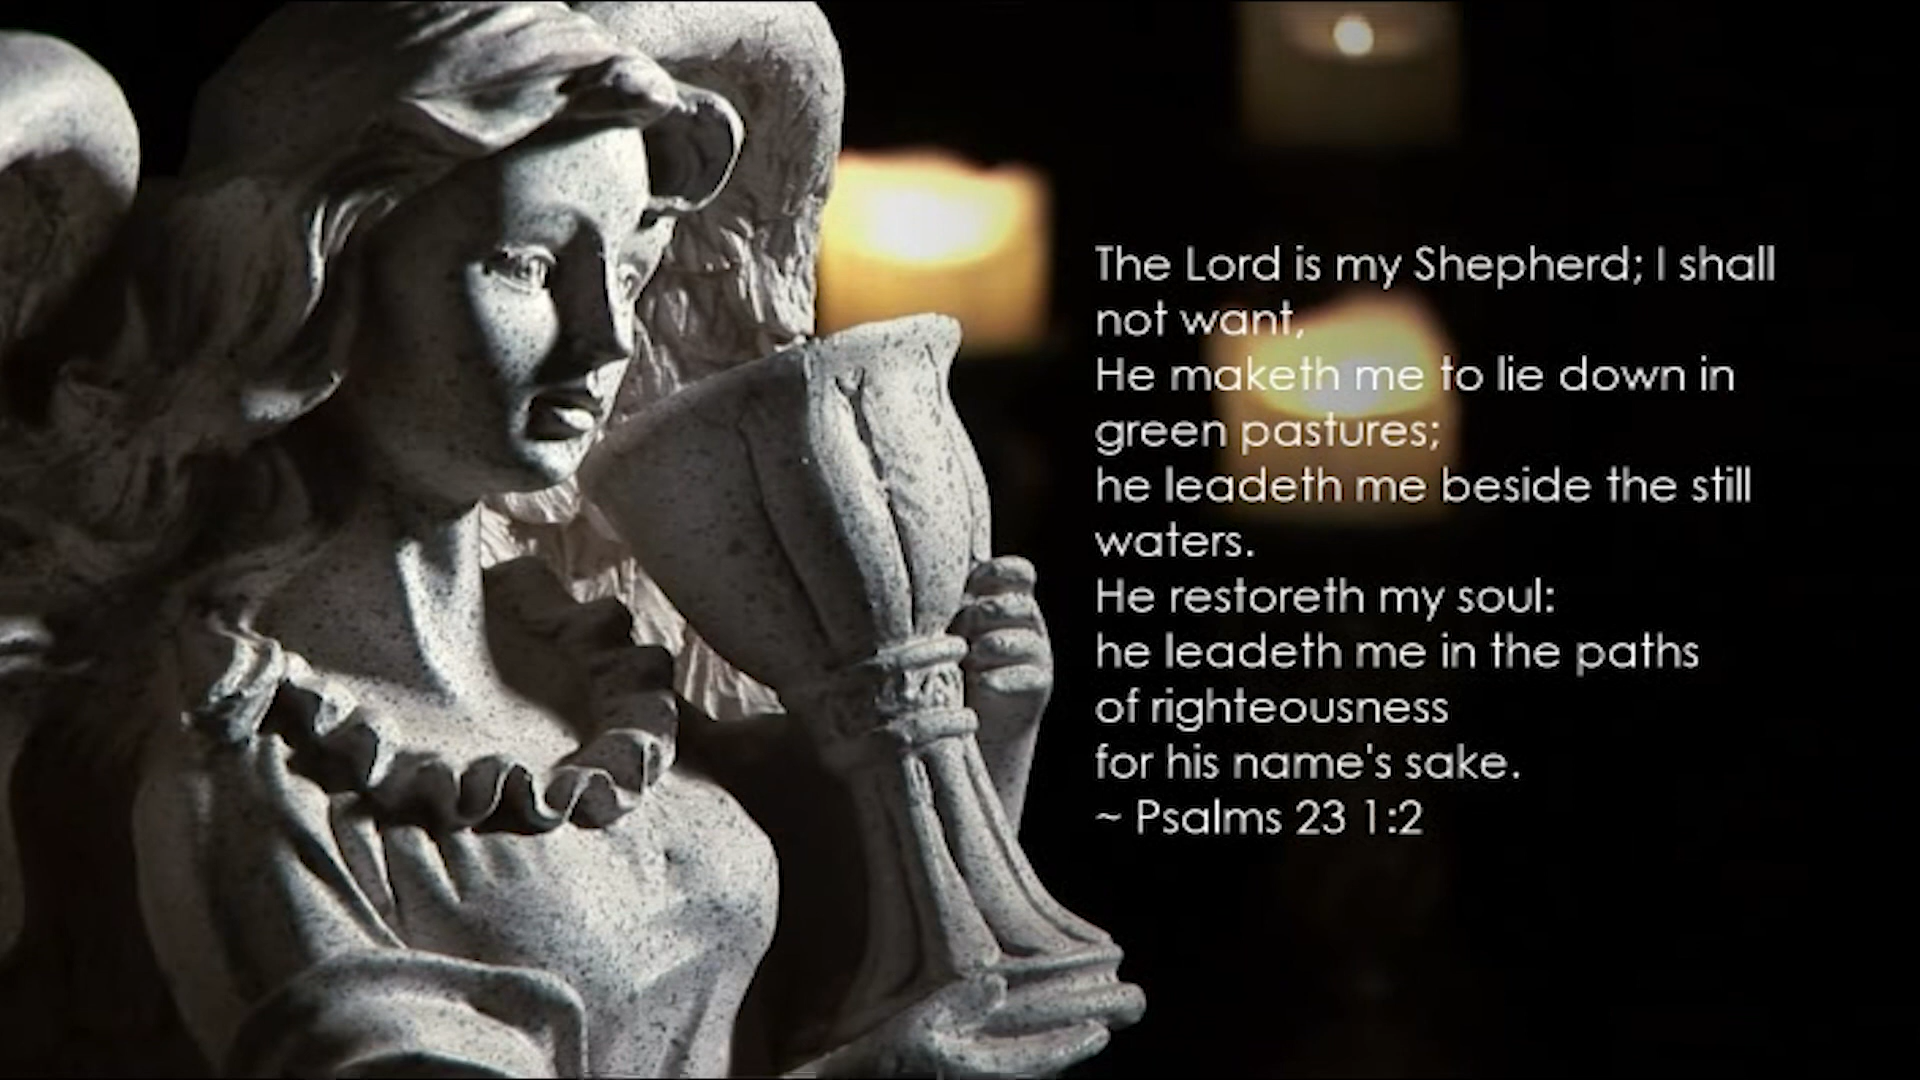 The Lord is my Shepherd; I shall
not want,
He maketh me to lie down in
green pastures;
he leadeth me beside the still
waters.
He restoreth my soul:
he leadeth me in the paths
of righteousness
for his name's sake.
~ Psalms 23 1:2